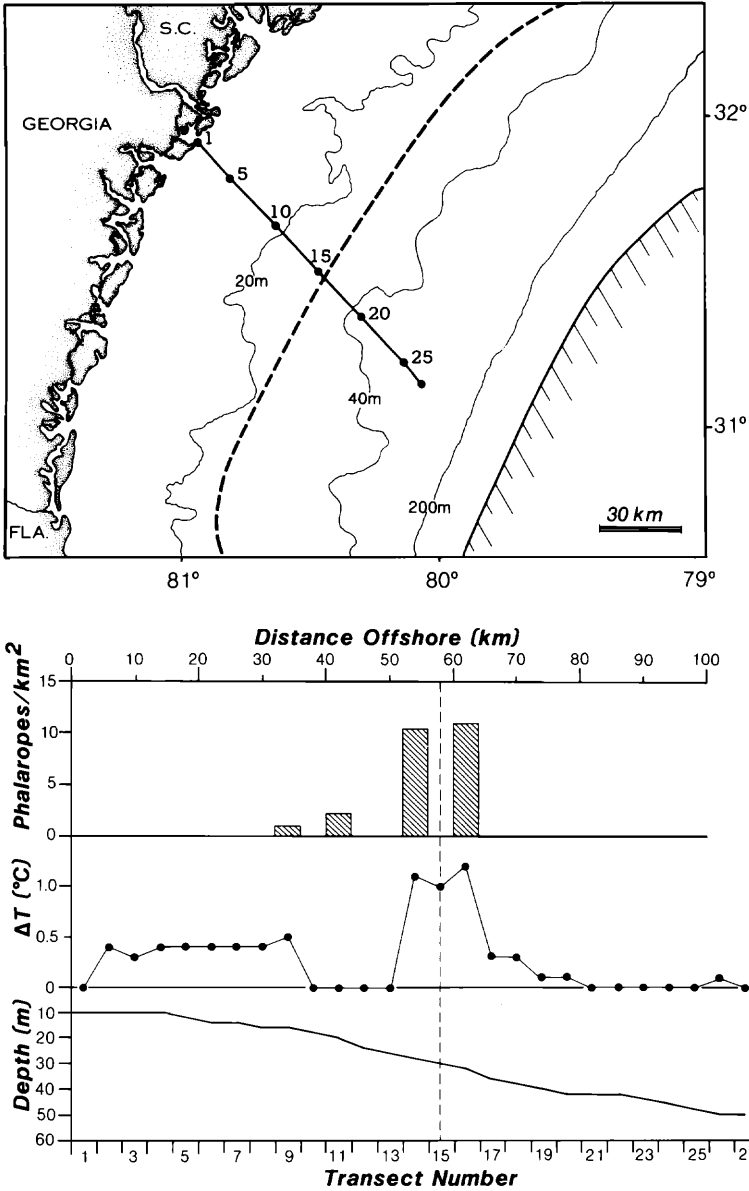 S.C.
GEORGIA
32°
1
5
10
15
20m
20
25
40m
31°
200m
30 km
FLA.
81° 80° 79°
Distance Offshore (km)
0 10 20 30 40 50 60 70 80 90 100
Phalaropes/km²
15
10
5
0
ΔT (°C)
1.0
0.5
0
Depth (m)
10
20
30
40
50
60
1 3 5 7 9 11 13 15 17 19 21 23 25 2
Transect Number